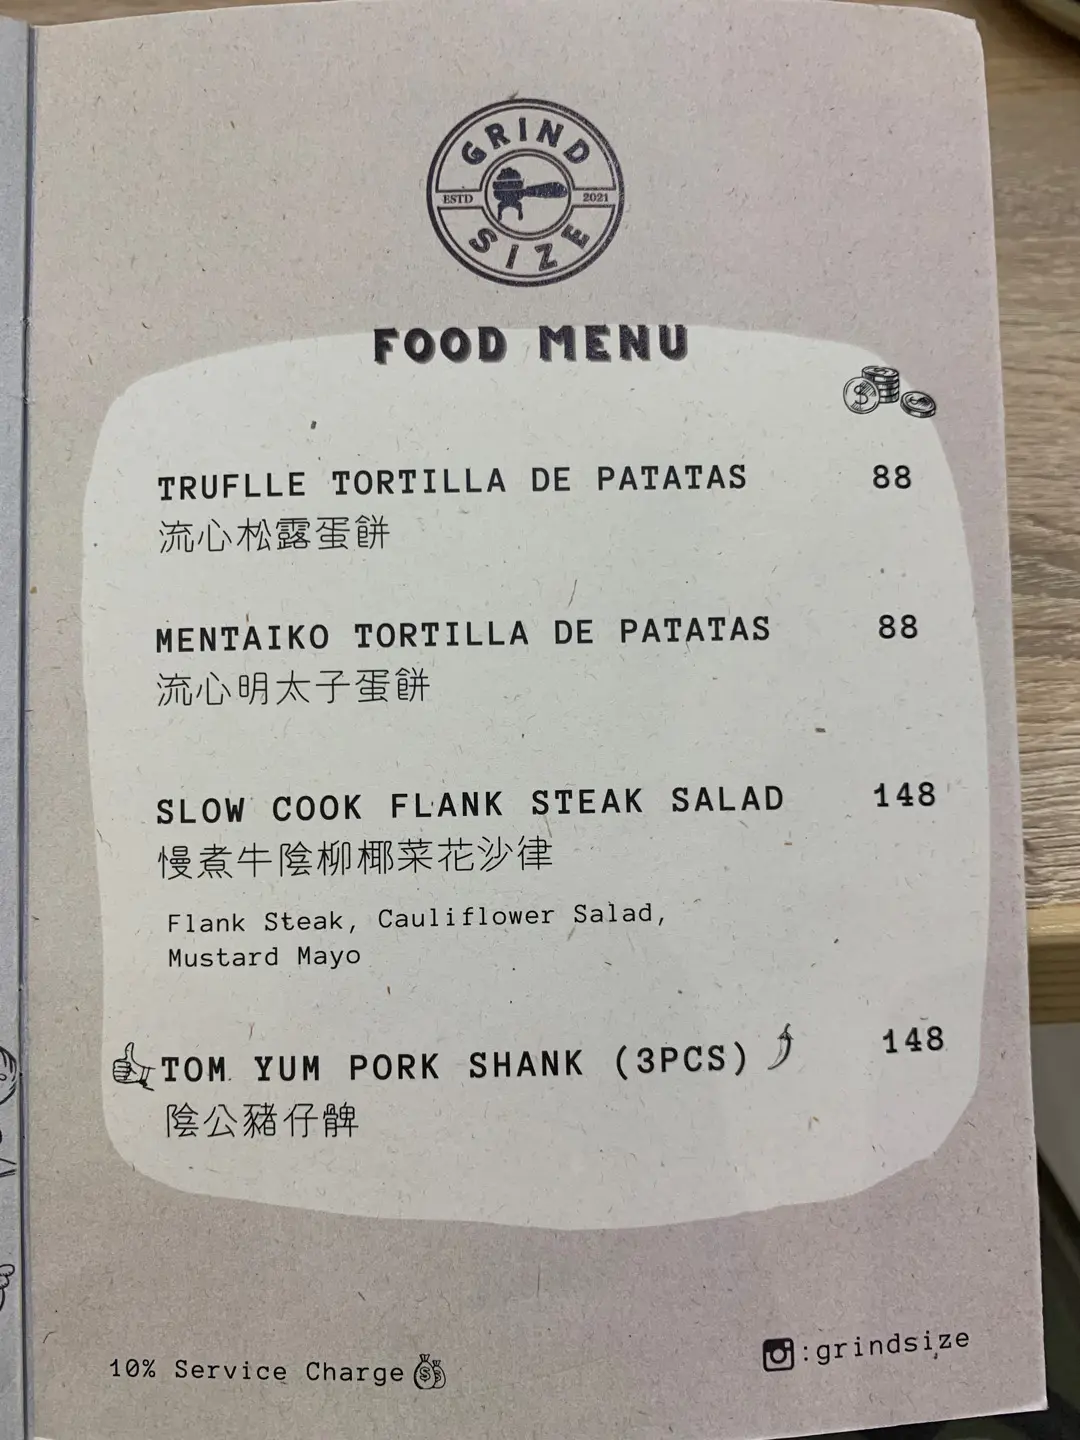 GRIND
ESTD 2021
SIZE
FOOD MENU
TRUFLLE TORTILLA DE PATATAS 88
流心松露蛋餅
MENTAIKO TORTILLA DE PATATAS 88
流心明太子蛋餅
SLOW COOK FLANK STEAK SALAD 148
慢煮牛陰柳椰菜花沙律
Flank Steak, Cauliflower Salad,
Mustard Mayo
TOM YUM PORK SHANK (3PCS) 148
陰公豬仔髀
10% Service Charge
:grindsize